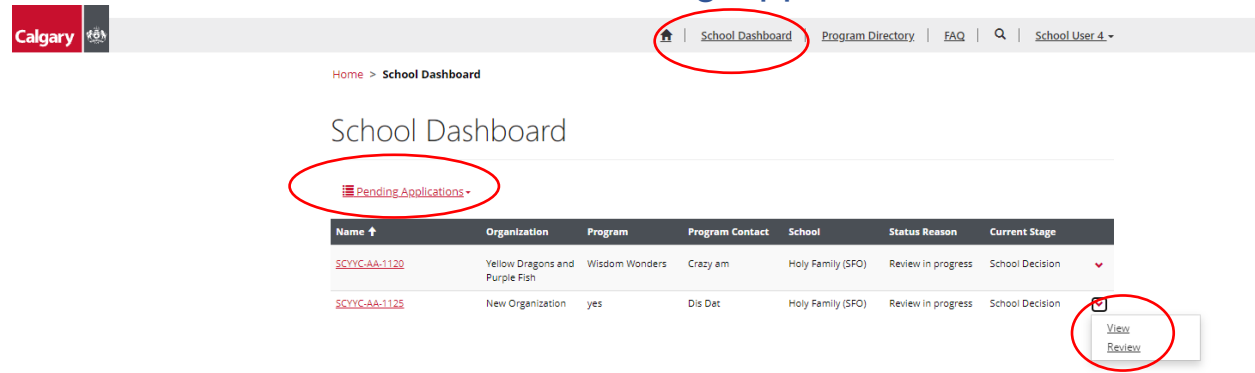 Calgary
School Dashboard | Program Directory | FAQ | School User 4
Home > School Dashboard
School Dashboard
Pending Applications
Name Organization Program Program Contact School Status Reason Current Stage
SCYYC-AA-1120 Yellow Dragons and Purple Fish Wisdom Wonders Crazy am Holy Family (SFO) Review in progress School Decision
SCYYC-AA-1125 New Organization yes Dis Dat Holy Family (SFO) Review in progress School Decision
View
Review